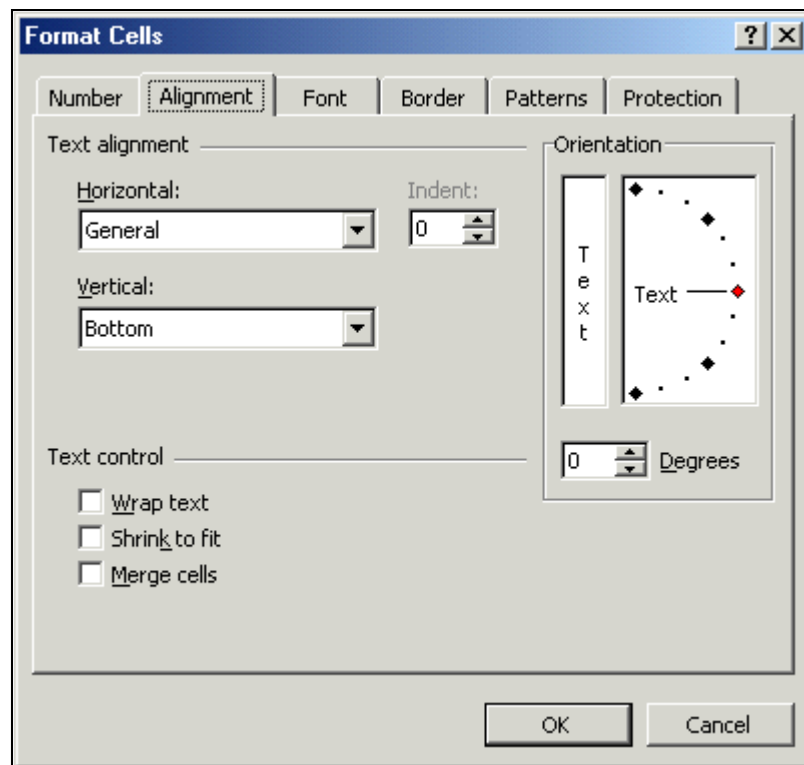 Format Cells
Number Alignment Font Border Patterns Protection
Text alignment
Horizontal:
General
Indent:
0
Vertical:
Bottom
Text control
Wrap text
Shrink to fit
Merge cells
Orientation
Text
Text
0 Degrees
OK Cancel